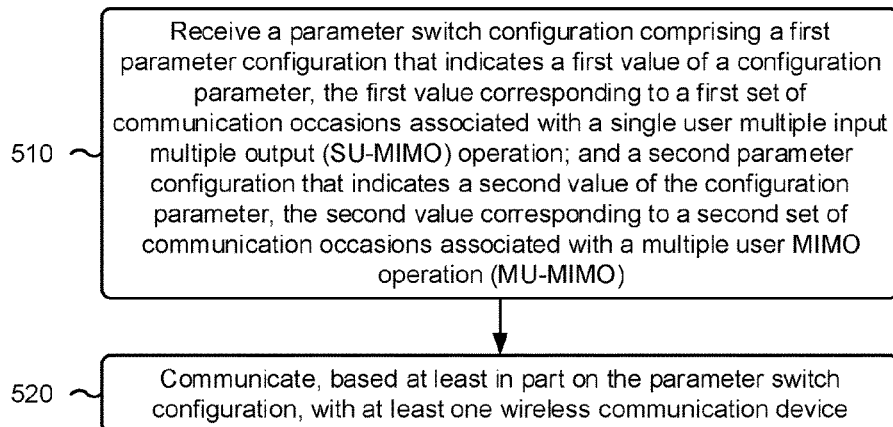 Receive a parameter switch configuration comprising a first
parameter configuration that indicates a first value of a configuration
parameter, the first value corresponding to a first set of
communication occasions associated with a single user multiple input
multiple output (SU-MIMO) operation; and a second parameter
configuration that indicates a second value of the configuration
parameter, the second value corresponding to a second set of
communication occasions associated with a multiple user MIMO
operation (MU-MIMO)
510
Communicate, based at least in part on the parameter switch
configuration, with at least one wireless communication device
520